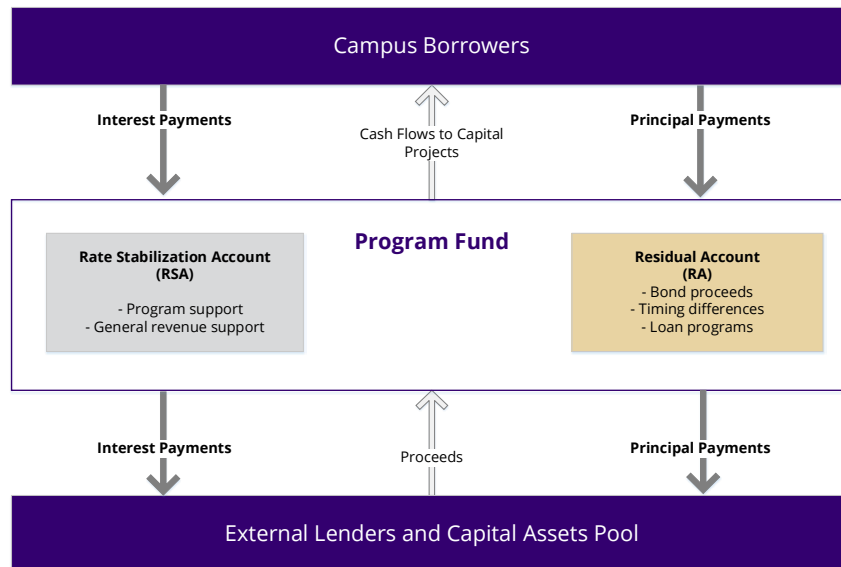 Campus Borrowers
Interest Payments
Cash Flows to Capital
Projects
Principal Payments
Program Fund
Rate Stabilization Account
(RSA)
- Program support
- General revenue support
Residual Account
(RA)
- Bond proceeds
- Timing differences
- Loan programs
Interest Payments
Proceeds
Principal Payments
External Lenders and Capital Assets Pool